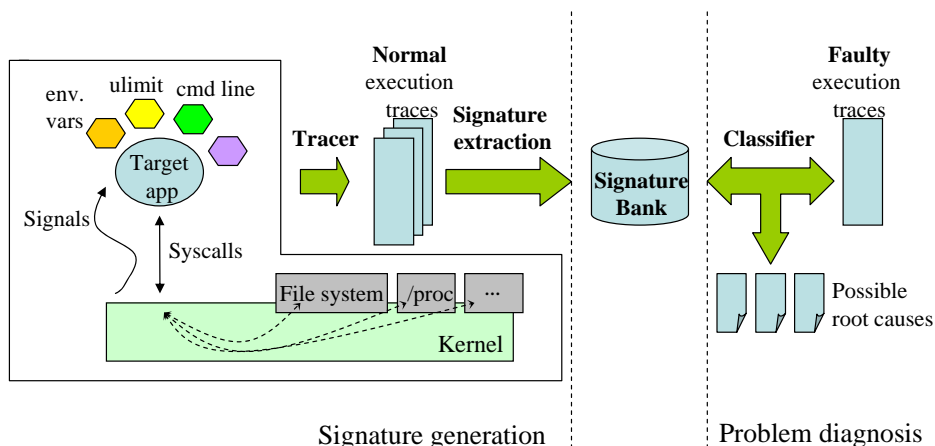 env.
vars
ulimit
cmd line
Target
app
Signals
Syscalls
File system
/proc
...
Kernel
Tracer
Normal
execution
traces
Signature
extraction
Signature
Bank
Classifier
Faulty
execution
traces
Possible
root causes
Signature generation
Problem diagnosis